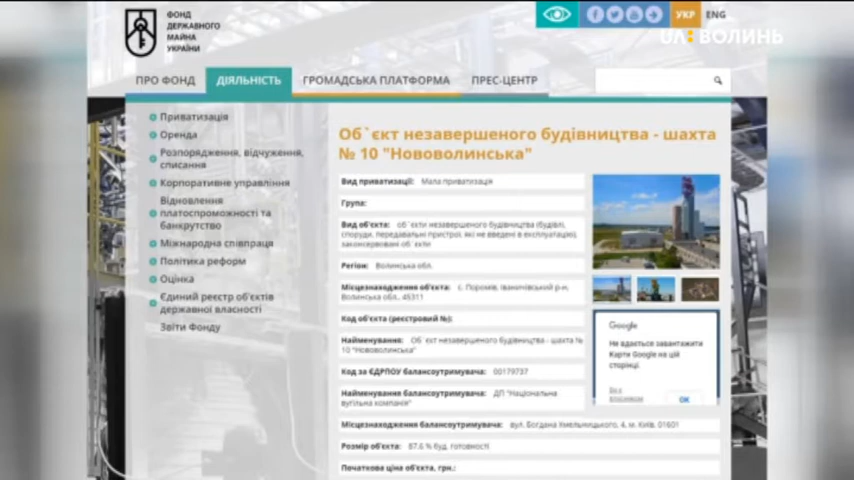 ФОНД
ДЕРЖАВНОГО
МАЙНА
УКРАЇНИ
УКР ENG
UA:ВОЛИНЬ
ПРО ФОНД ДІЯЛЬНІСТЬ ГРОМАДСЬКА ПЛАТФОРМА ПРЕС-ЦЕНТР
Приватизація
Оренда
Розпорядження, відчуження,
списання
Корпоративне управління
Відновлення
платоспроможності та
банкрутство
Міжнародна співпраця
Політика реформ
Оцінка
Єдиний реєстр об'єктів
державної власності
Звіти Фонду
Об`єкт незавершеного будівництва - шахта
№ 10 "Нововолинська"
Вид приватизації: Мала приватизація
Група:
Вид об'єкта: об`єкти незавершеного будівництва (будівлі,
споруди, передавальні пристрої, які не введені в експлуатацію),
законсервовані об`єкти
Регіон: Волинська обл.
Місцезнаходження об'єкта: с. Поромів, Іваничівський р-н,
Волинська обл., 45311
Код об'єкта (реєстровий №):
Найменування: Об`єкт незавершеного будівництва - шахта №
10 "Нововолинська"
Код за ЄДРПОУ балансоутримувача: 00179737
Найменування балансоутримувача: ДП "Національна
вугільна компанія"
Місцезнаходження балансоутримувача: вул. Богдана Хмельницького, 4, м. Київ, 01601
Розмір об'єкта: 87.6 % буд. готовності
Початкова ціна об'єкта, грн.:
Google
Не вдається завантажити
Карти Google на цій
сторінці.
OK